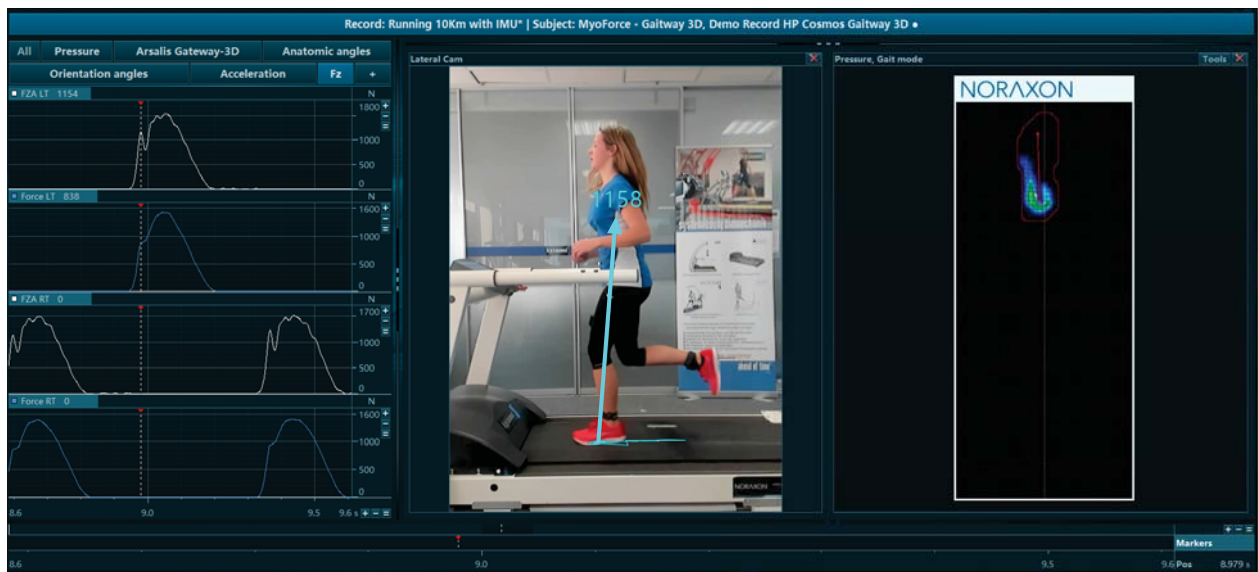 Record: Running 10Km with IMU* | Subject: MyoForce - Gaitway 3D, Demo Record HP Cosmos Gaitway 3D ●
All Pressure Arsalis Gateway-3D Anatomic angles
Orientation angles Acceleration Fz +
FZA LT 1154 N
1800
1000
500
0
Force LT 838 N
1600
1000
500
0
FZA RT 0 N
1700
1000
500
0
Force RT 0 N
1600
1000
500
0
8.6 9.0 9.5 9.6 s + - =
Lateral Cam
1158
ahead of time
NORAXON
Pressure, Gait mode Tools
NORAXON
Markers
8.6 9.0 9.5 9.6 Pos 8.979 s